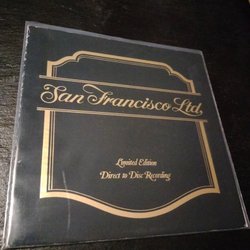 San Francisco Ltd.
Limited Edition
Direct to Disc Recording